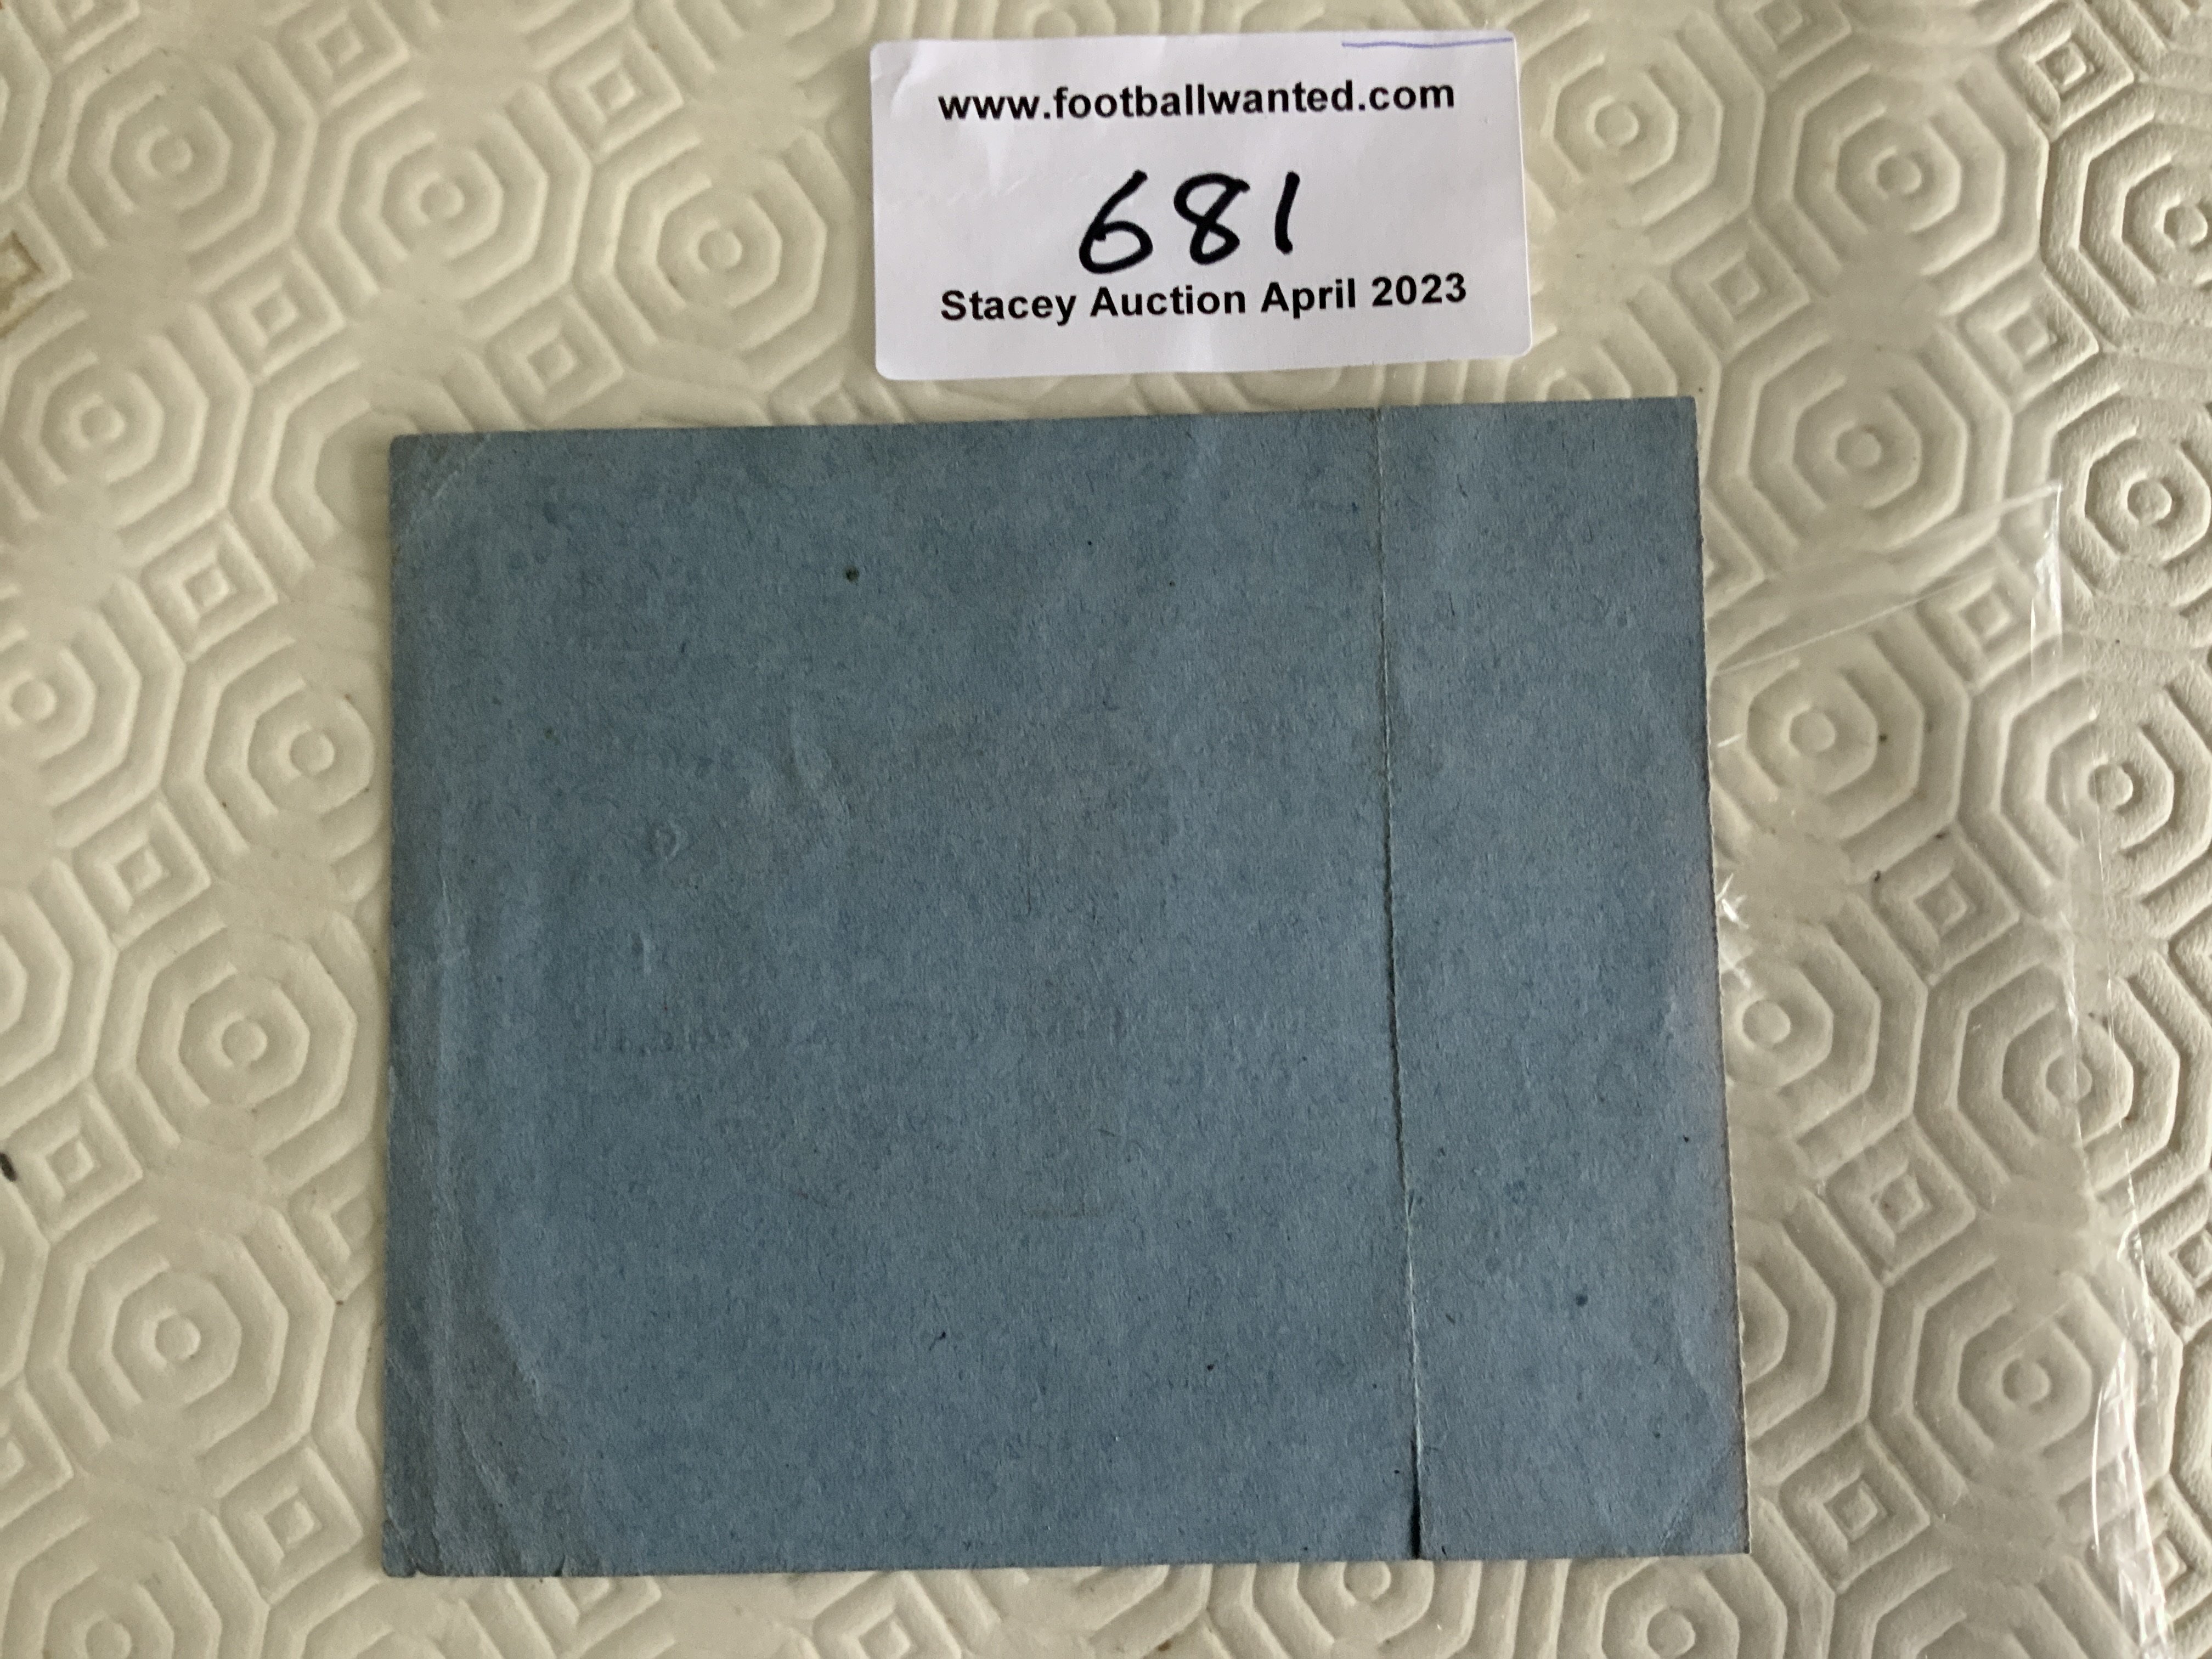 www.footballwanted.com
681
Stacey Auction April 2023